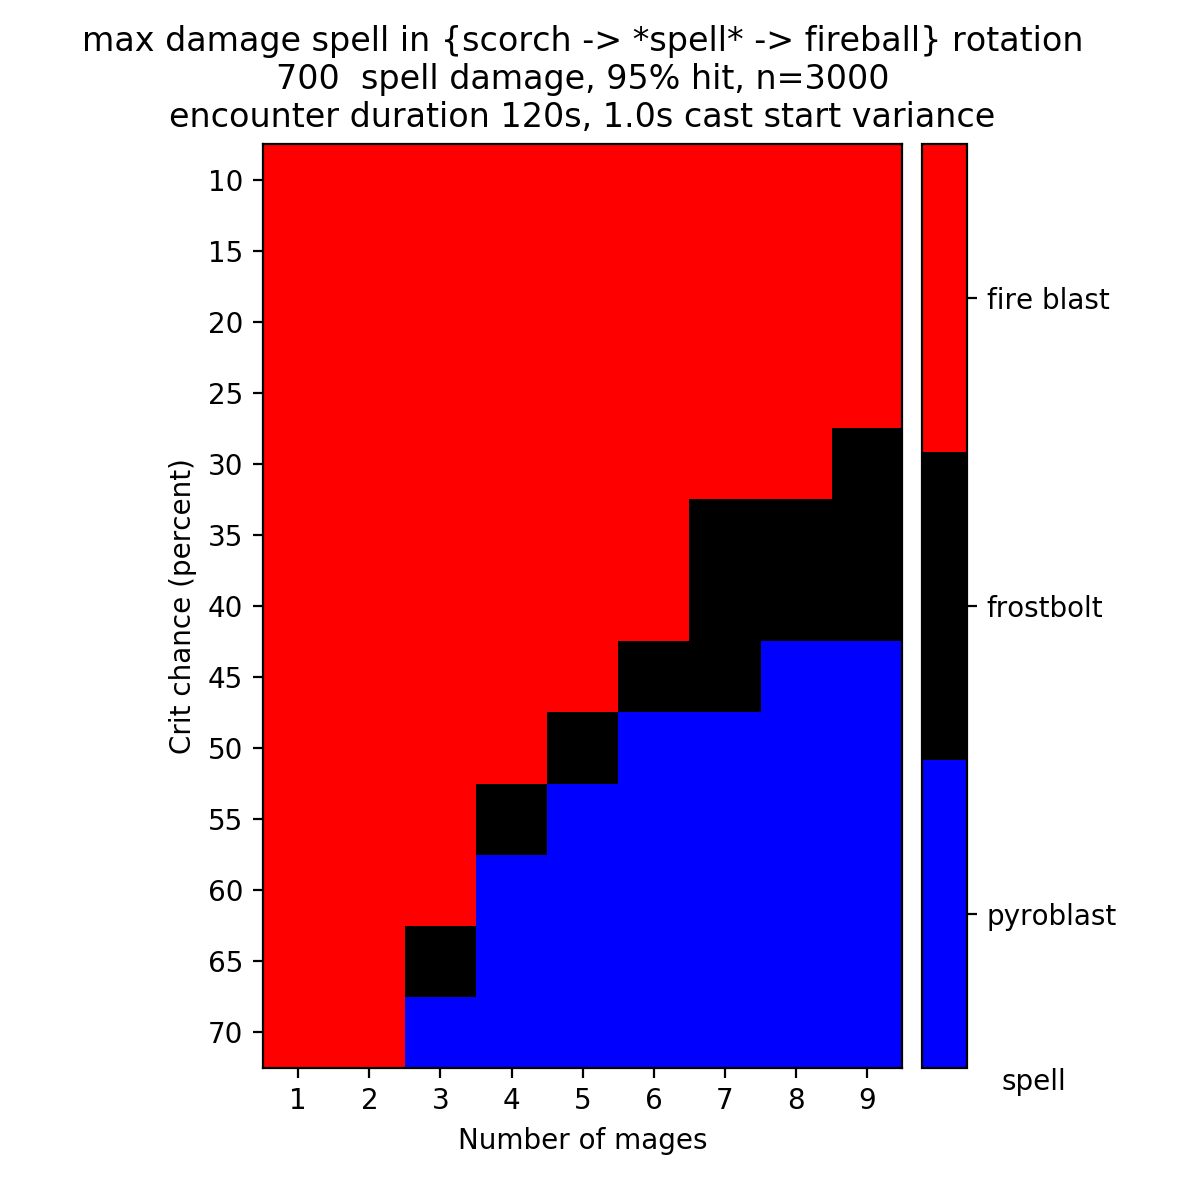 max damage spell in {scorch -> *spell* -> fireball} rotation
700  spell damage, 95% hit, n=3000
encounter duration 120s, 1.0s cast start variance
Crit chance (percent)
10
15
20
25
30
35
40
45
50
55
60
65
70
1 2 3 4 5 6 7 8 9
Number of mages
fire blast
frostbolt
pyroblast
spell